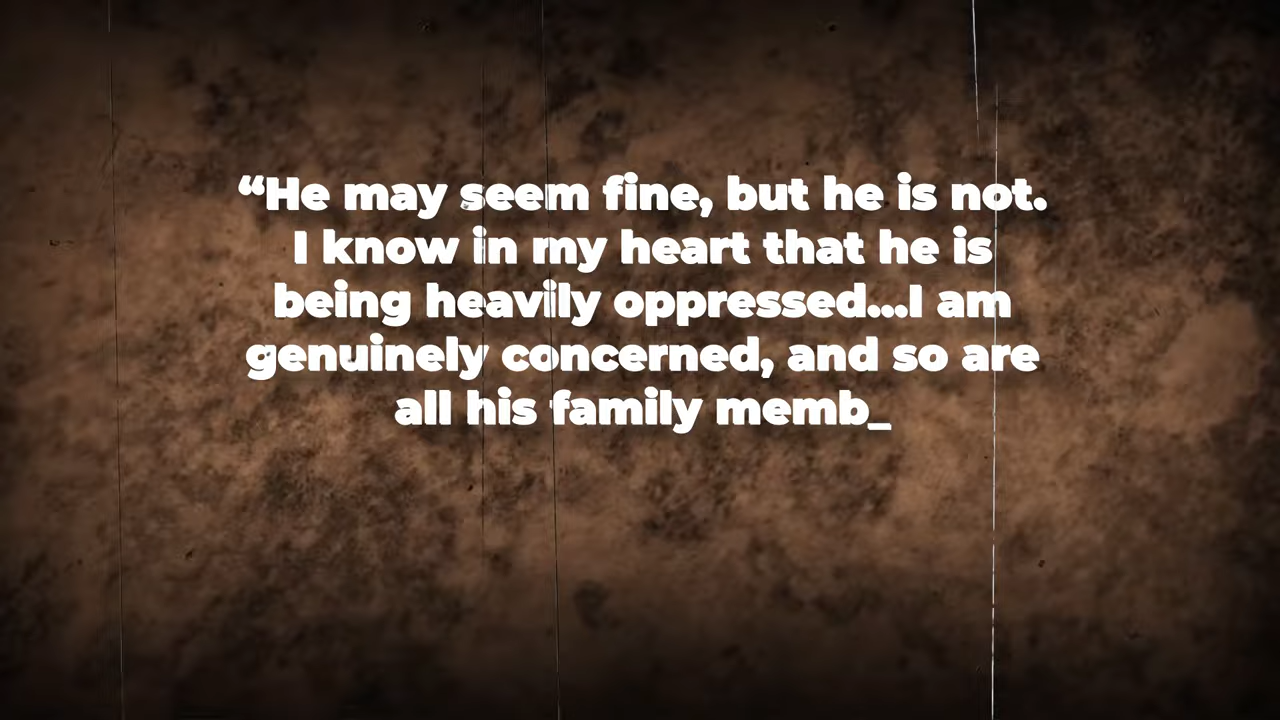 “He may seem fine, but he is not.
I know in my heart that he is
being heavily oppressed...I am
genuinely concerned, and so are
all his family memb_